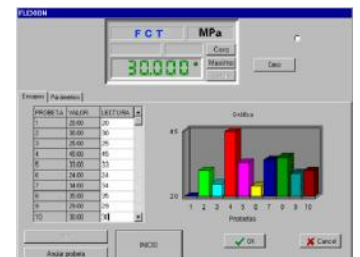 FLEXION
FCT MPa
Carg
30.000 * Maximo
Cero
Ensayos Parametros
PROBETA VALOR LECTURA
1 20.00 20
2 30.00 30
3 25.00 25
4 45.00 45
5 33.00 33
6 24.00 24
7 34.00 34
8 35.00 35
9 29.00 29
10 30.00 30
Gráfica
45
20
1 2 3 4 5 6 7 8 9 10
Probetas
Anular probeta
INICIO
OK
Cancel